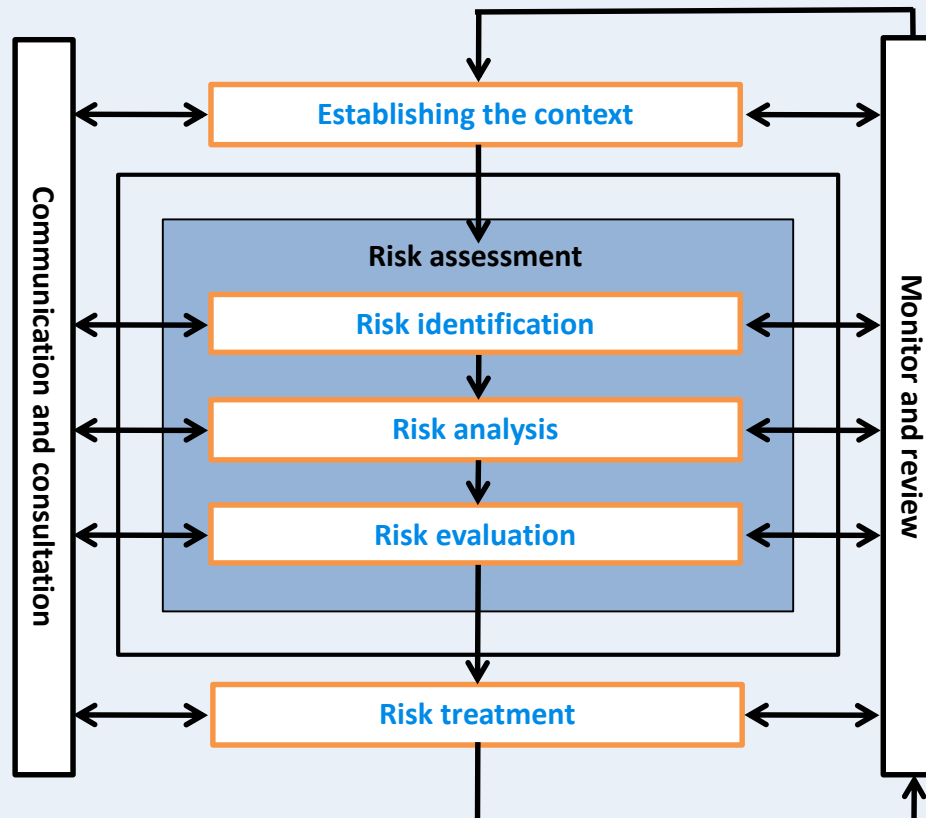 Establishing the context
Communication and consultation
Risk assessment
Risk identification
Risk analysis
Risk evaluation
Risk treatment
Monitor and review